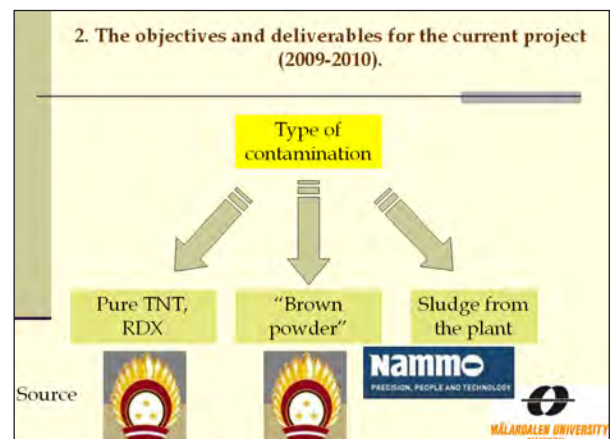 2. The objectives and deliverables for the current project
(2009-2010).
Type of
contamination
Pure TNT,
RDX
“Brown
powder”
Sludge from
the plant
Nammo
PRECISION, PEOPLE AND TECHNOLOGY
Source
MÄLARDALEN UNIVERSITY